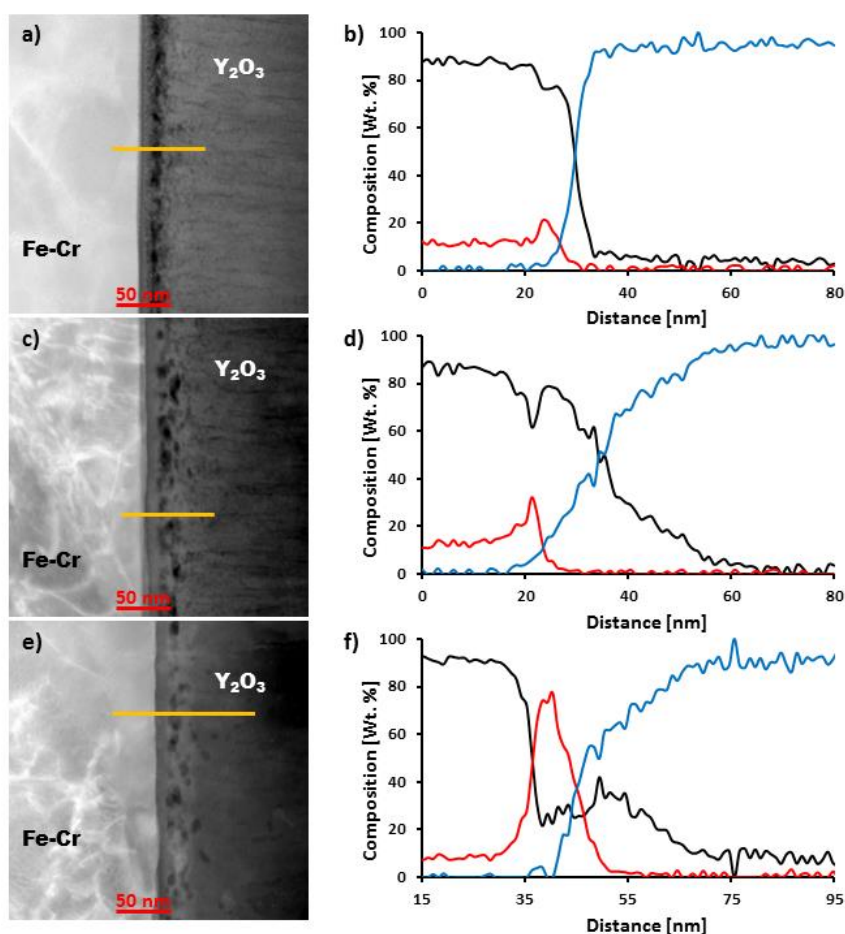 a)
Y₂O₃
Fe-Cr
50 nm
b)
Composition [Wt. %]
100
80
60
40
20
0
0 20 40 60 80
Distance [nm]
c)
Y₂O₃
Fe-Cr
50 nm
d)
Composition [Wt. %]
100
80
60
40
20
0
0 20 40 60 80
Distance [nm]
e)
Y₂O₃
Fe-Cr
50 nm
f)
Composition [Wt. %]
100
80
60
40
20
0
15 35 55 75 95
Distance [nm]